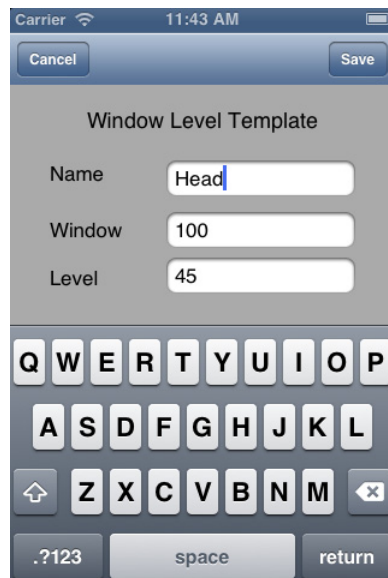 Carrier 11:43 AM
Cancel Save
Window Level Template
Name Head
Window 100
Level 45
Q W E R T Y U I O P
A S D F G H J K L
Z X C V B N M
.?123 space return